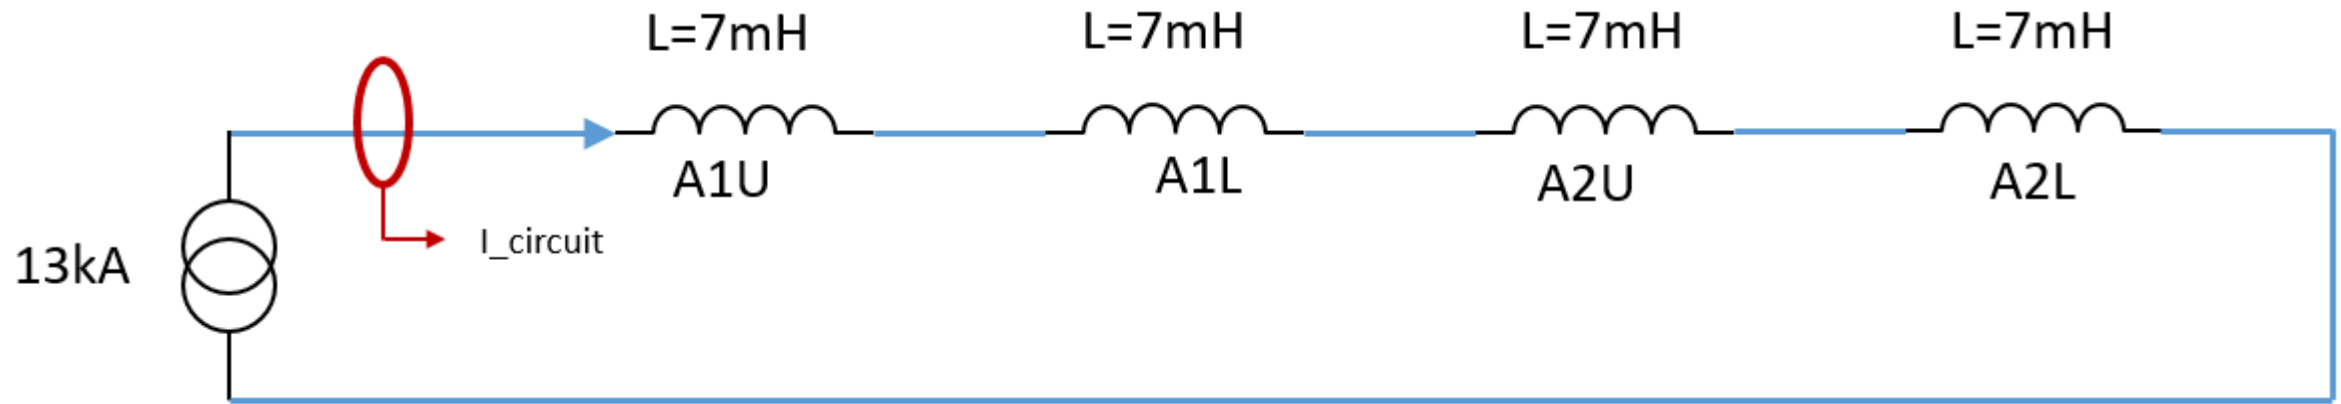 L=7mH
L=7mH
L=7mH
L=7mH
A1U
A1L
A2U
A2L
I_circuit
13kA